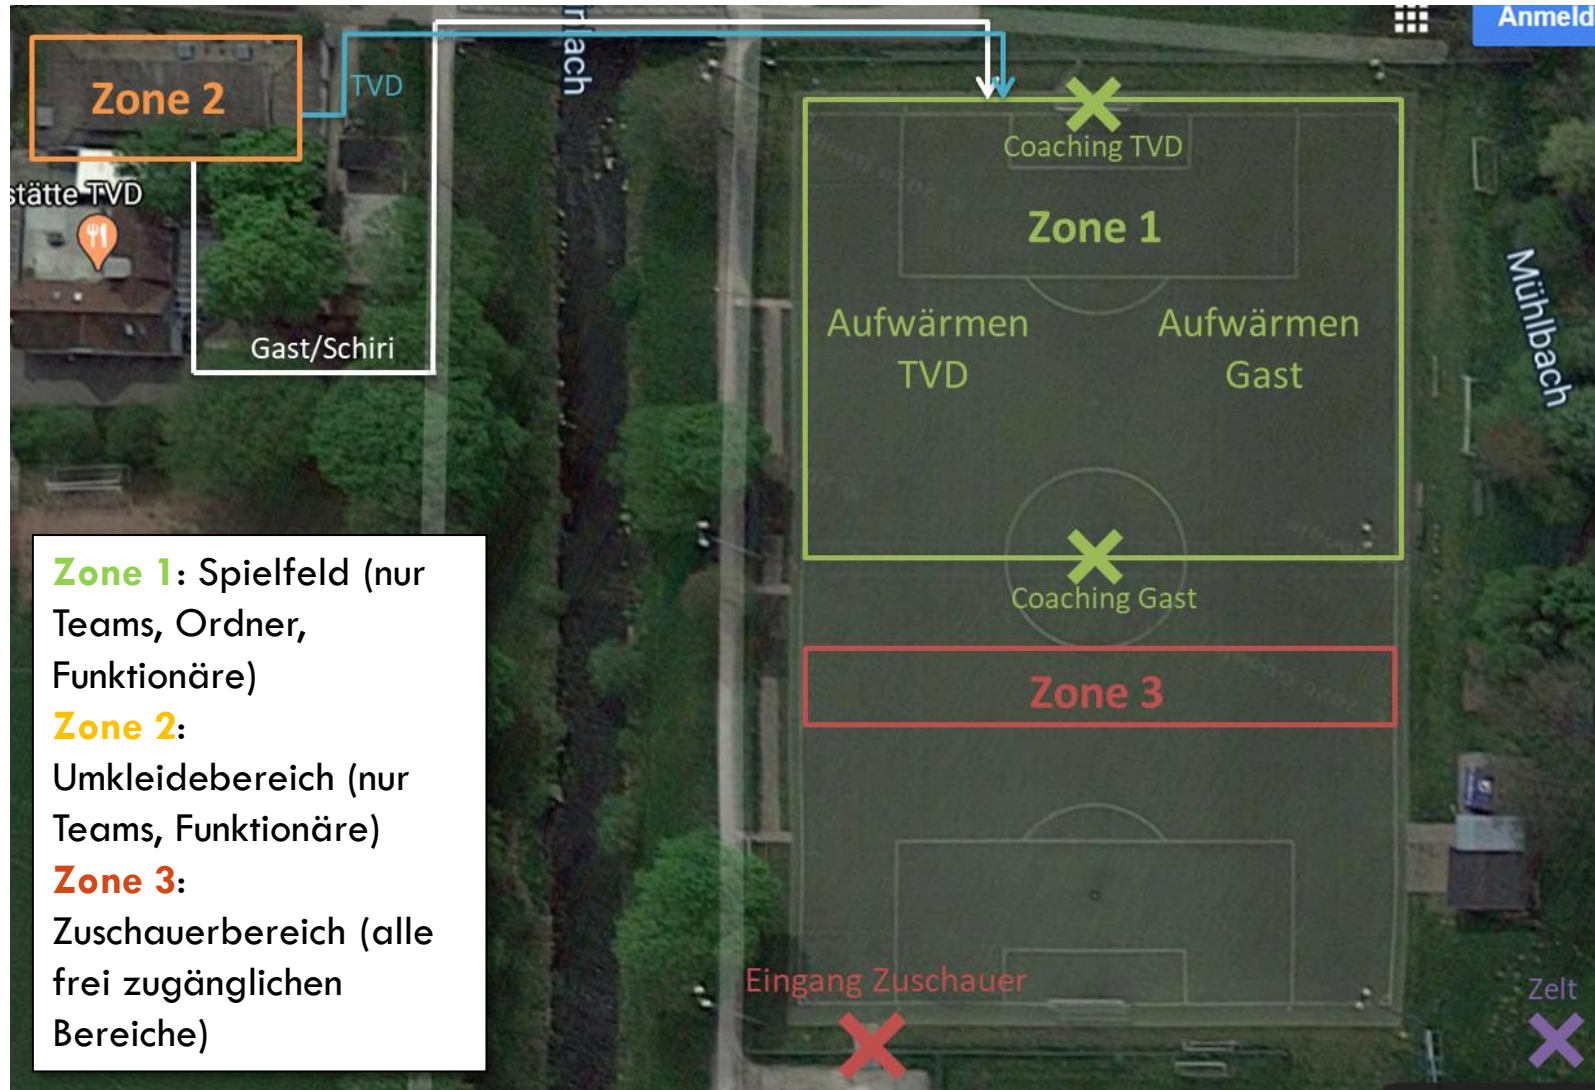 Anmeld
Zone 2
TVD
stätte TVD
Gast/Schiri
Coaching TVD
Zone 1
Aufwärmen
TVD
Aufwärmen
Gast
Mühlbach
Coaching Gast
Zone 3
Eingang Zuschauer
Zelt
Zone 1: Spielfeld (nur
Teams, Ordner,
Funktionäre)
Zone 2:
Umkleidebereich (nur
Teams, Funktionäre)
Zone 3:
Zuschauerbereich (alle
frei zugänglichen
Bereiche)